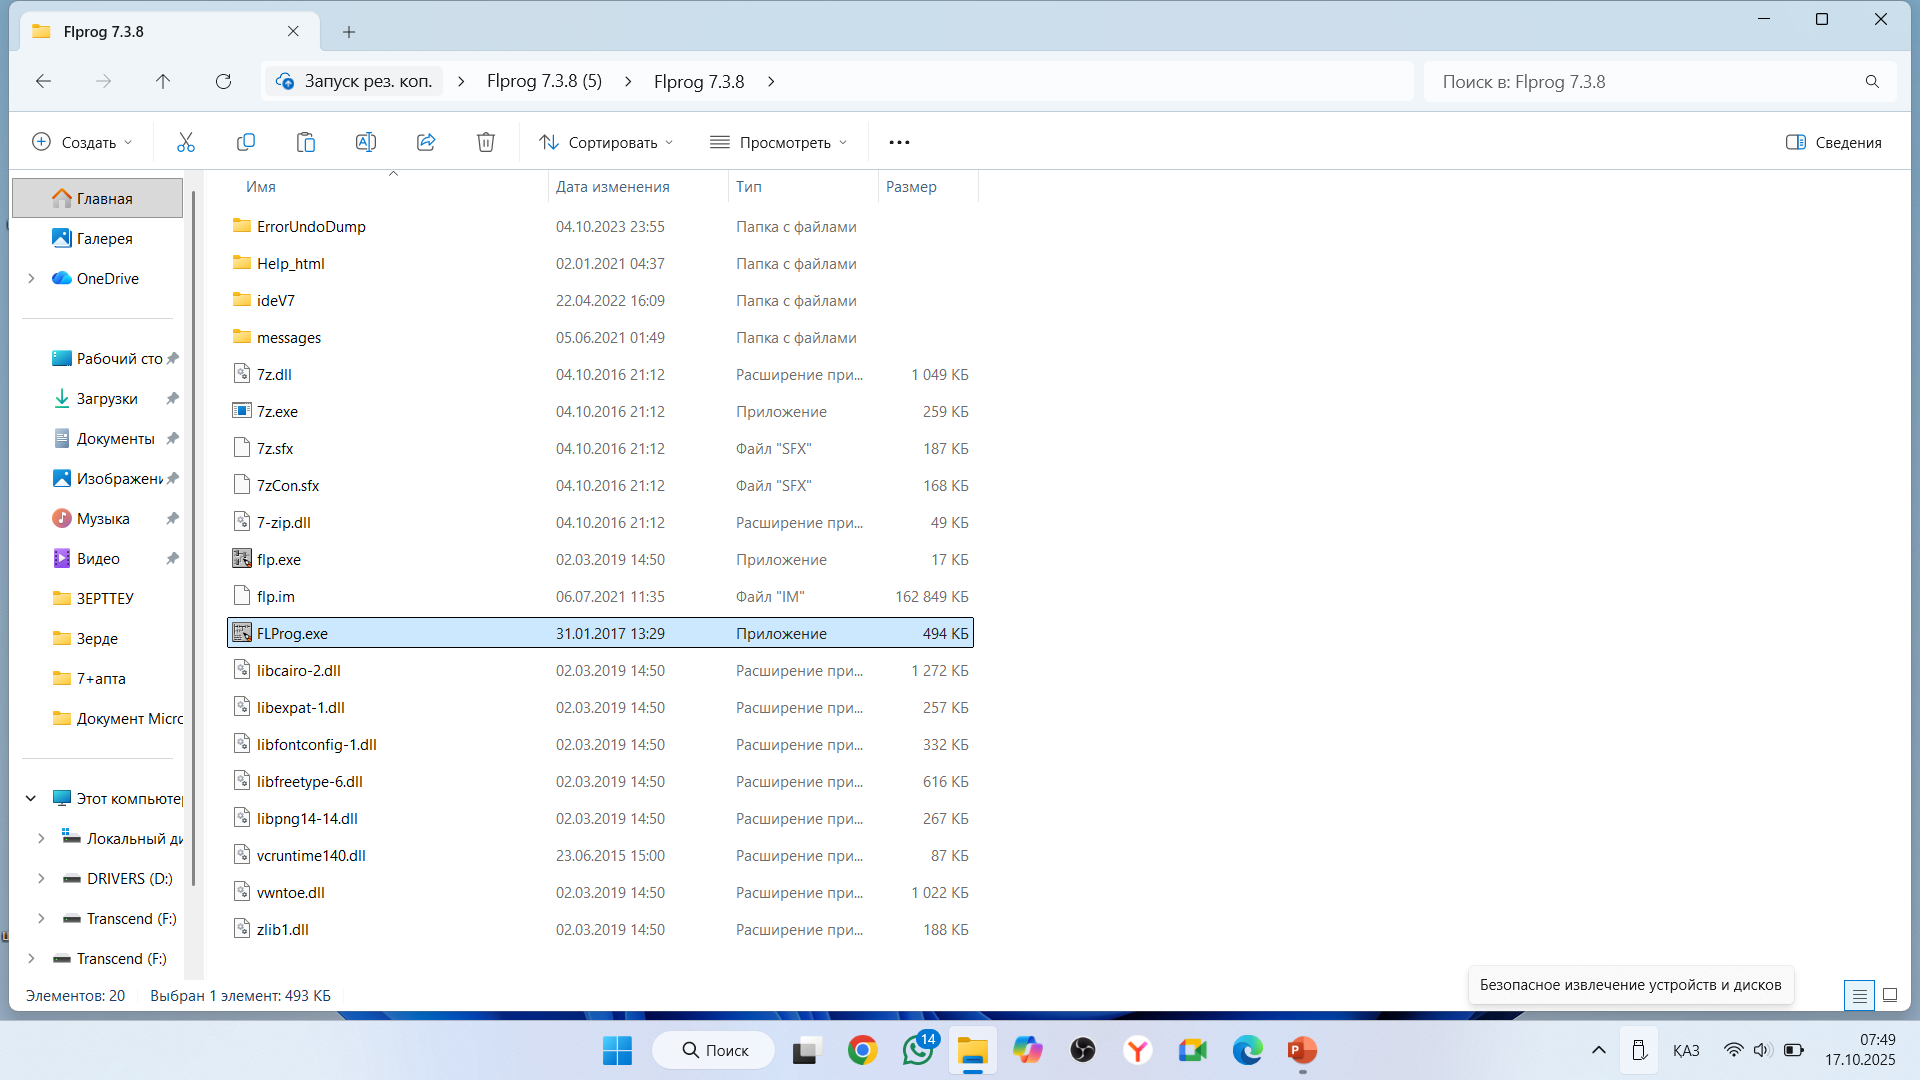 Flprog 7.3.8
Запуск рез. коп. > Flprog 7.3.8 (5) > Flprog 7.3.8 >
Поиск в: Flprog 7.3.8
Создать
Сортировать
Просмотреть
Сведения
Имя Дата изменения Тип Размер
Главная
Галерея
OneDrive
Рабочий сто
Загрузки
Документы
Изображени
Музыка
Видео
ЗЕРТТЕУ
Зерде
7+апта
Документ Micrс
Этот компьютер
Локальный ди
DRIVERS (D:)
Transcend (F:)
Transcend (F:)
ErrorUndoDump 04.10.2023 23:55 Папка с файлами
Help_html 02.01.2021 04:37 Папка с файлами
ideV7 22.04.2022 16:09 Папка с файлами
messages 05.06.2021 01:49 Папка с файлами
7z.dll 04.10.2016 21:12 Расширение при... 1 049 КБ
7z.exe 04.10.2016 21:12 Приложение 259 КБ
7z.sfx 04.10.2016 21:12 Файл "SFX" 187 КБ
7zCon.sfx 04.10.2016 21:12 Файл "SFX" 168 КБ
7-zip.dll 04.10.2016 21:12 Расширение при... 49 КБ
flp.exe 02.03.2019 14:50 Приложение 17 КБ
flp.im 06.07.2021 11:35 Файл "IM" 162 849 КБ
FLProg.exe 31.01.2017 13:29 Приложение 494 КБ
libcairo-2.dll 02.03.2019 14:50 Расширение при... 1 272 КБ
libexpat-1.dll 02.03.2019 14:50 Расширение при... 257 КБ
libfontconfig-1.dll 02.03.2019 14:50 Расширение при... 332 КБ
libfreetype-6.dll 02.03.2019 14:50 Расширение при... 616 КБ
libpng14-14.dll 02.03.2019 14:50 Расширение при... 267 КБ
vcruntime140.dll 23.06.2015 15:00 Расширение при... 87 КБ
vwntoe.dll 02.03.2019 14:50 Расширение при... 1 022 КБ
zlib1.dll 02.03.2019 14:50 Расширение при... 188 КБ
Элементов: 20 Выбран 1 элемент: 493 КБ
Безопасное извлечение устройств и дисков
Поиск
14
ҚАЗ
07:49
17.10.2025